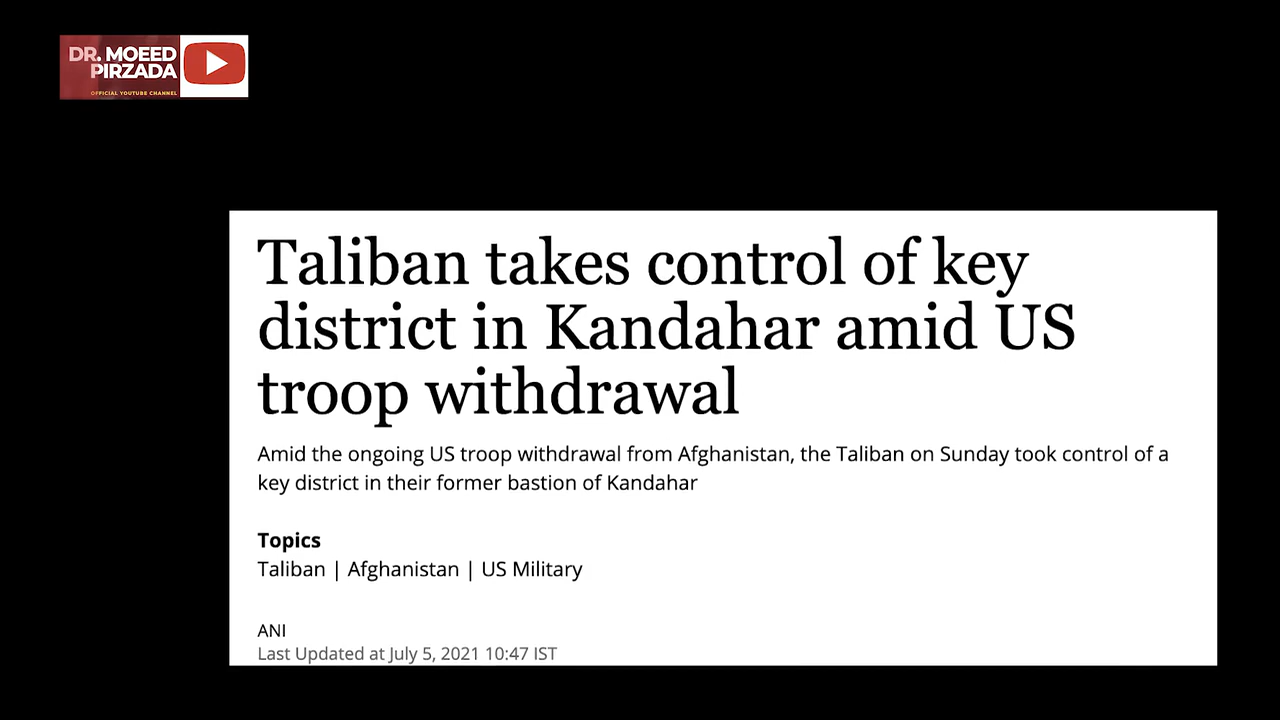 DR. MOEED
PIRZADA
OFFICIAL YOUTUBE CHANNEL
Taliban takes control of key
district in Kandahar amid US
troop withdrawal
Amid the ongoing US troop withdrawal from Afghanistan, the Taliban on Sunday took control of a
key district in their former bastion of Kandahar
Topics
Taliban | Afghanistan | US Military
ANI
Last Updated at July 5, 2021 10:47 IST